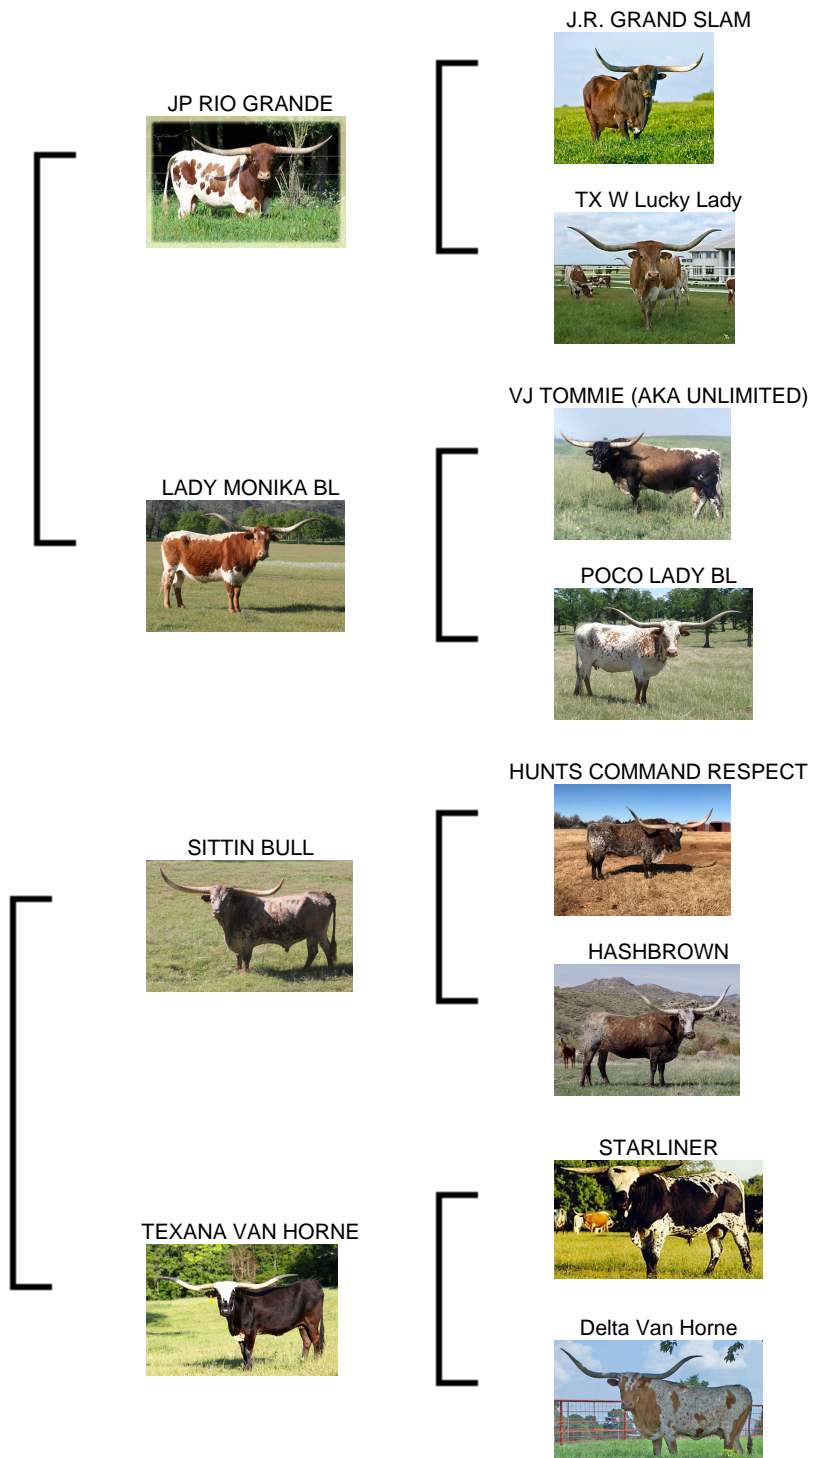 J.R. GRAND SLAM
JP RIO GRANDE
TX W Lucky Lady
VJ TOMMIE (AKA UNLIMITED)
LADY MONIKA BL
POCO LADY BL
HUNTS COMMAND RESPECT
SITTIN BULL
HASHBROWN
STARLINER
TEXANA VAN HORNE
Delta Van Horne